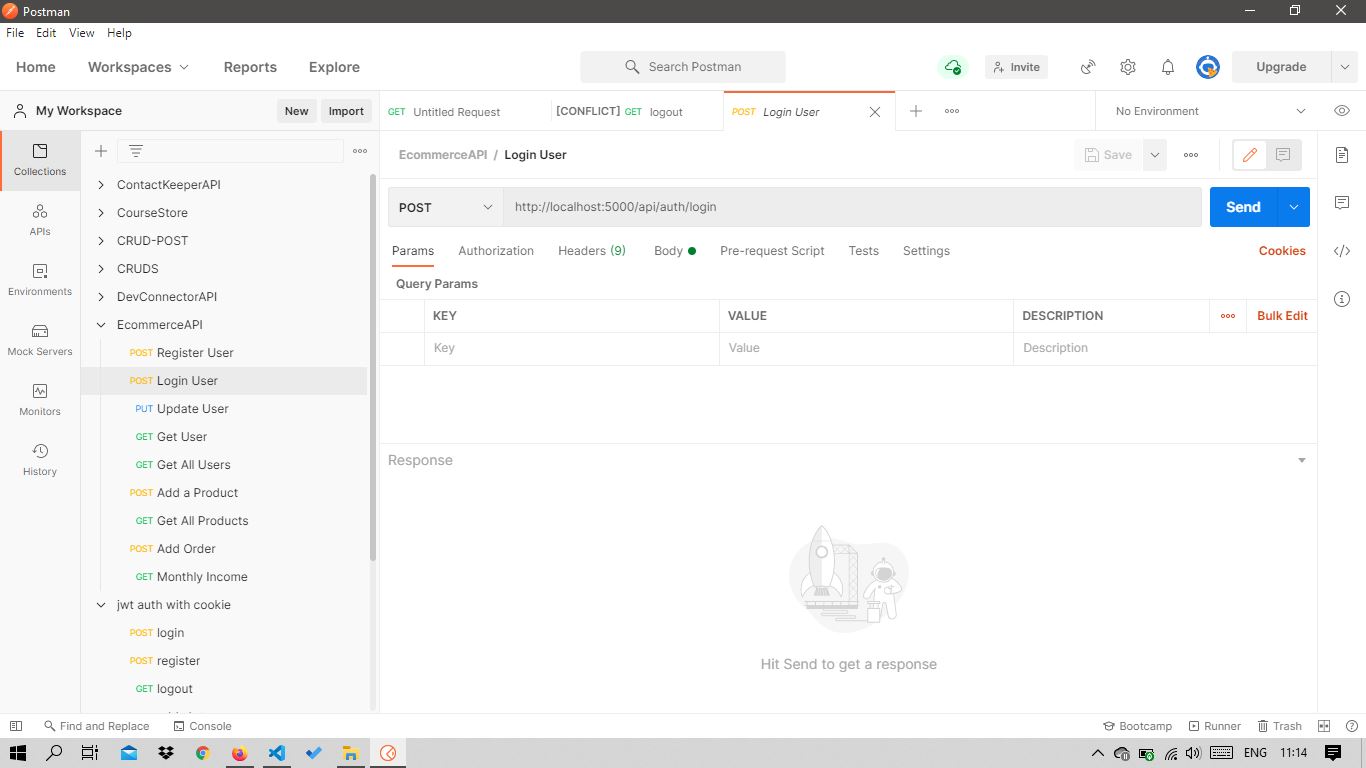 Postman
File Edit View Help
Home Workspaces Reports Explore Search Postman Invite Upgrade
My Workspace New Import
GET Untitled Request [CONFLICT] GET logout POST Login User No Environment
Collections
APIs
Environments
Mock Servers
Monitors
History
ContactKeeperAPI
CourseStore
CRUD-POST
CRUDS
DevConnectorAPI
EcommerceAPI
POST Register User
POST Login User
PUT Update User
GET Get User
GET Get All Users
POST Add a Product
GET Get All Products
POST Add Order
GET Monthly Income
jwt auth with cookie
POST login
POST register
GET logout
EcommerceAPI / Login User Save
POST http://localhost:5000/api/auth/login Send
Params Authorization Headers (9) Body Pre-request Script Tests Settings Cookies
Query Params
KEY VALUE DESCRIPTION Bulk Edit
Key Value Description
Response
Hit Send to get a response
Find and Replace Console Bootcamp Runner Trash
ENG 11:14